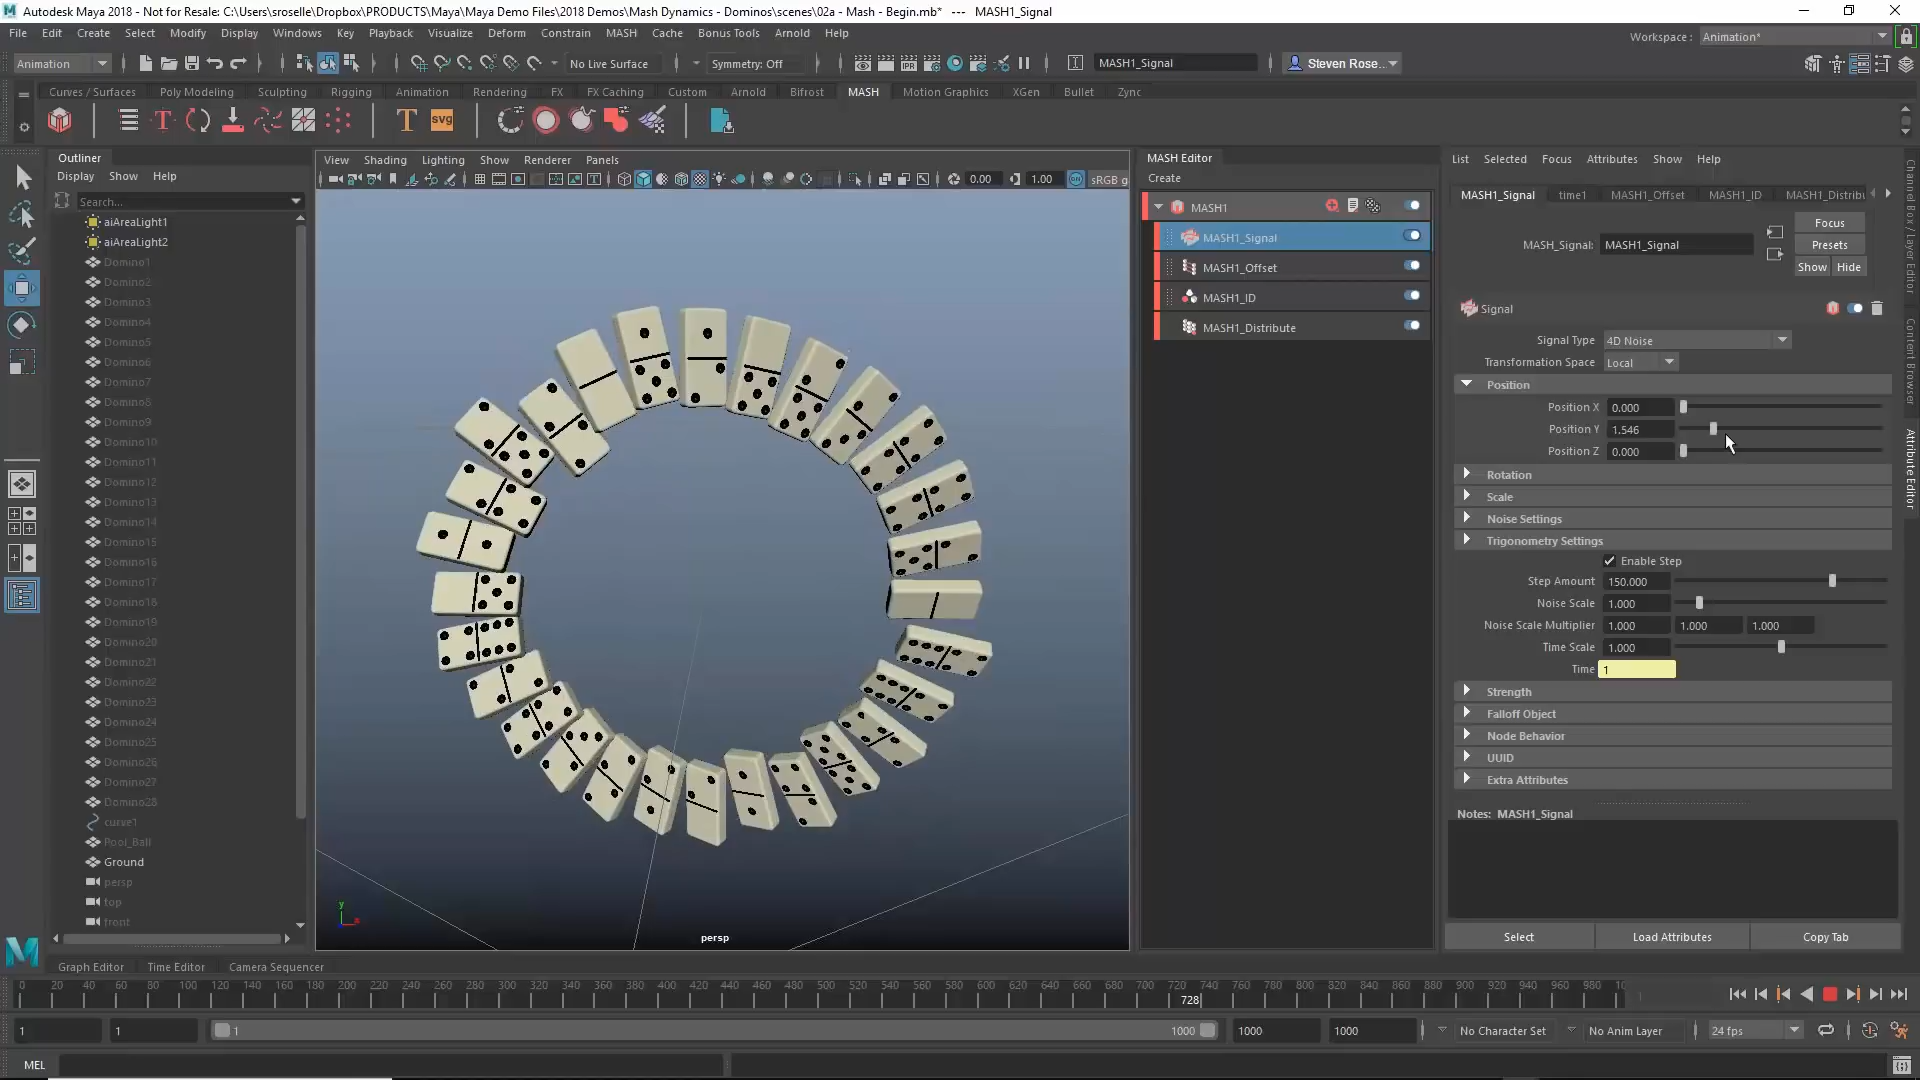 Autodesk Maya 2018 - Not for Resale: C:\Users\sroselle\Dropbox\PRODUCTS\Maya\Maya Demo Files\2018 Demos\Mash Dynamics - Dominos\scenes\02a - Mash - Begin.mb*   ---   MASH1_Signal
File Edit Create Select Modify Display Windows Key Playback Visualize Deform Constrain MASH Cache Bonus Tools Arnold Help
Workspace : Animation*
Animation No Live Surface Symmetry: Off MASH1_Signal Steven Rose...
Curves / Surfaces Poly Modeling Sculpting Rigging Animation Rendering FX FX Caching Custom Arnold Bifrost MASH Motion Graphics XGen Bullet Zync
T T svg
Outliner
Display Show Help
Search...
aiAreaLight1
aiAreaLight2
Domino1
Domino2
Domino3
Domino4
Domino5
Domino6
Domino7
Domino8
Domino9
Domino10
Domino11
Domino12
Domino13
Domino14
Domino15
Domino16
Domino17
Domino18
Domino19
Domino20
Domino21
Domino22
Domino23
Domino24
Domino25
Domino26
Domino27
Domino28
curve1
Pool_Ball
Ground
persp
top
front
View Shading Lighting Show Renderer Panels
0.00 1.00 sRGB g
y
persp
MASH Editor
Create
MASH1
MASH1_Signal
MASH1_Offset
MASH1_ID
MASH1_Distribute
List Selected Focus Attributes Show Help
MASH1_Signal time1 MASH1_Offset MASH1_ID MASH1_Distribu
Focus
MASH_Signal: MASH1_Signal Presets
Show Hide
Signal
Signal Type 4D Noise
Transformation Space Local
Position
Position X 0.000
Position Y 1.546
Position Z 0.000
Rotation
Scale
Noise Settings
Trigonometry Settings
Enable Step
Step Amount 150.000
Noise Scale 1.000
Noise Scale Multiplier 1.000 1.000 1.000
Time Scale 1.000
Time 1
Strength
Falloff Object
Node Behavior
UUID
Extra Attributes
Notes: MASH1_Signal
Select Load Attributes Copy Tab
Channel Box / Layer Editor
Content Browser
Attribute Editor
Graph Editor Time Editor Camera Sequencer
0 20 40 60 80 100 120 140 160 180 200 220 240 260 280 300 320 340 360 380 400 420 440 460 480 500 520 540 560 580 600 620 640 660 680 700 720 740 760 780 800 820 840 860 880 900 920 940 960 980
728
1 1 1 1000 1000 1000 No Character Set No Anim Layer 24 fps
MEL